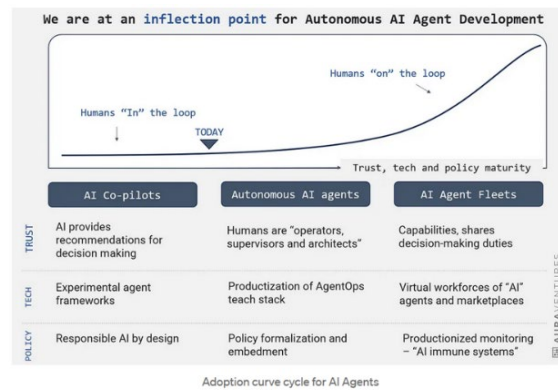 We are at an inflection point for Autonomous AI Agent Development
Humans "on" the loop
Humans "In" the loop
TODAY
Trust, tech and policy maturity
AI Co-pilots
Autonomous AI agents
AI Agent Fleets
TRUST
AI provides
recommendations for
decision making
Humans are "operators,
supervisors and architects"
Capabilities, shares
decision-making duties
TECH
Experimental agent
frameworks
Productization of AgentOps
teach stack
Virtual workforces of "AI"
agents and marketplaces
POLICY
Responsible AI by design
Policy formalization and
embedment
Productionized monitoring
– "AI immune systems"
AURAVENTURES
Adoption curve cycle for AI Agents